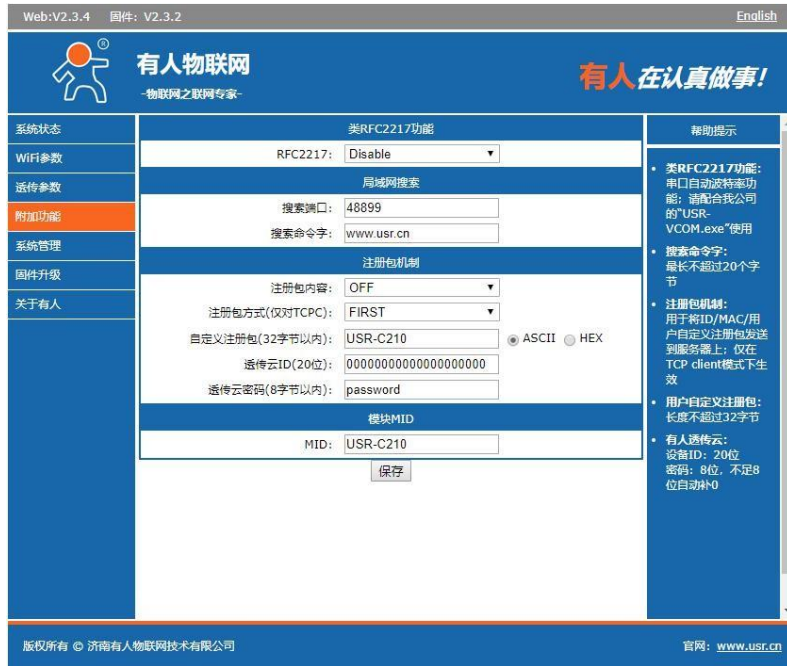 Web:V2.3.4 固件: V2.3.2 English
®
有人物联网
-物联网之联网专家-
有人在认真做事!
系统状态
WiFi参数
透传参数
附加功能
系统管理
固件升级
关于有人
类RFC2217功能
RFC2217: Disable
局域网搜索
搜索端口: 48899
搜索命令字: www.usr.cn
注册包机制
注册包内容: OFF
注册包方式(仅对TCPC): FIRST
自定义注册包(32字节以内): USR-C210 ASCII HEX
透传云ID(20位): 00000000000000000000
透传云密码(8字节以内): password
模块MID
MID: USR-C210
保存
帮助提示
• 类RFC2217功能:
串口自动波特率功
能; 请配合我公司
的"USR-
VCOM.exe"使用
• 搜索命令字:
最长不超过20个字
节
• 注册包机制:
用于将ID/MAC/用
户自定义注册包发送
到服务器上; 仅在
TCP client模式下生
效
• 用户自定义注册包:
长度不超过32字节
• 有人透传云:
设备ID: 20位
密码: 8位, 不足8
位自动补0
版权所有 © 济南有人物联网技术有限公司 官网: www.usr.cn